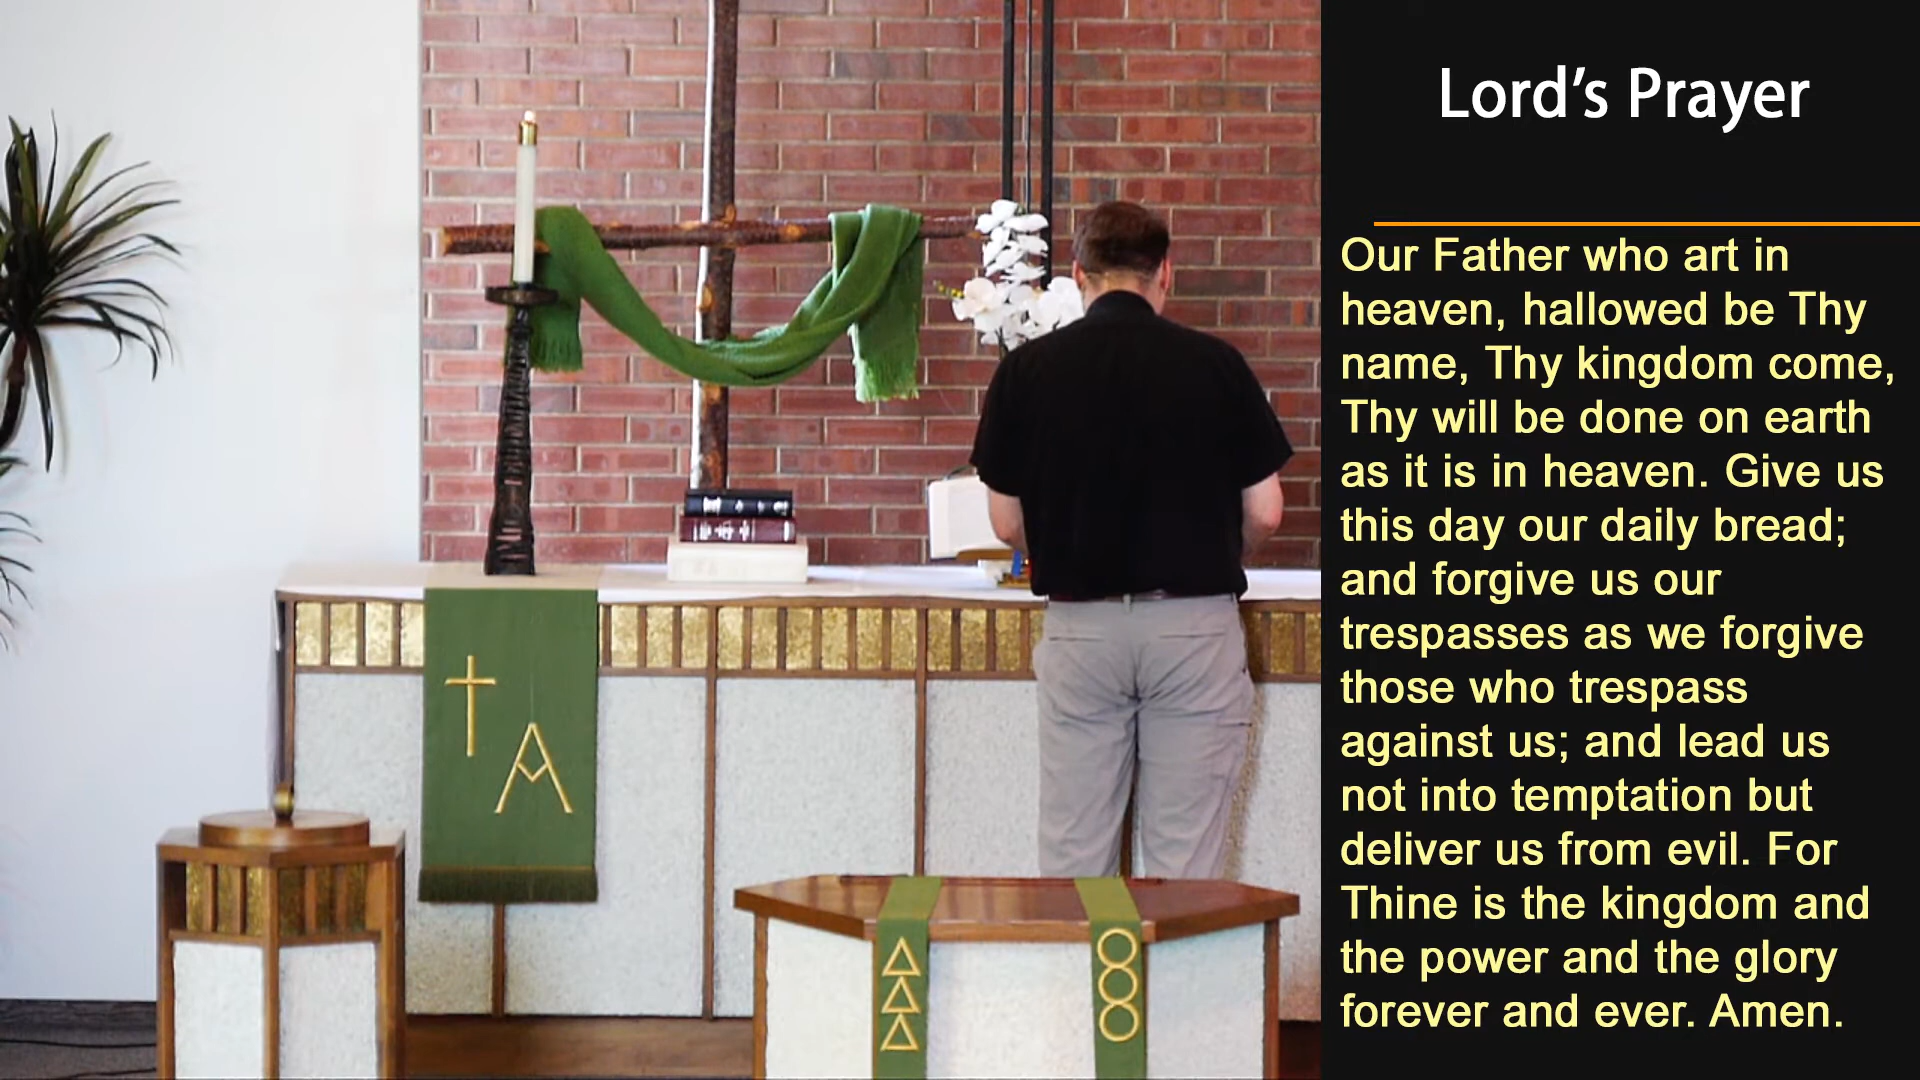 Lord's Prayer
Our Father who art in
heaven, hallowed be Thy
name, Thy kingdom come,
Thy will be done on earth
as it is in heaven. Give us
this day our daily bread;
and forgive us our
trespasses as we forgive
those who trespass
against us; and lead us
not into temptation but
deliver us from evil. For
Thine is the kingdom and
the power and the glory
forever and ever. Amen.
A